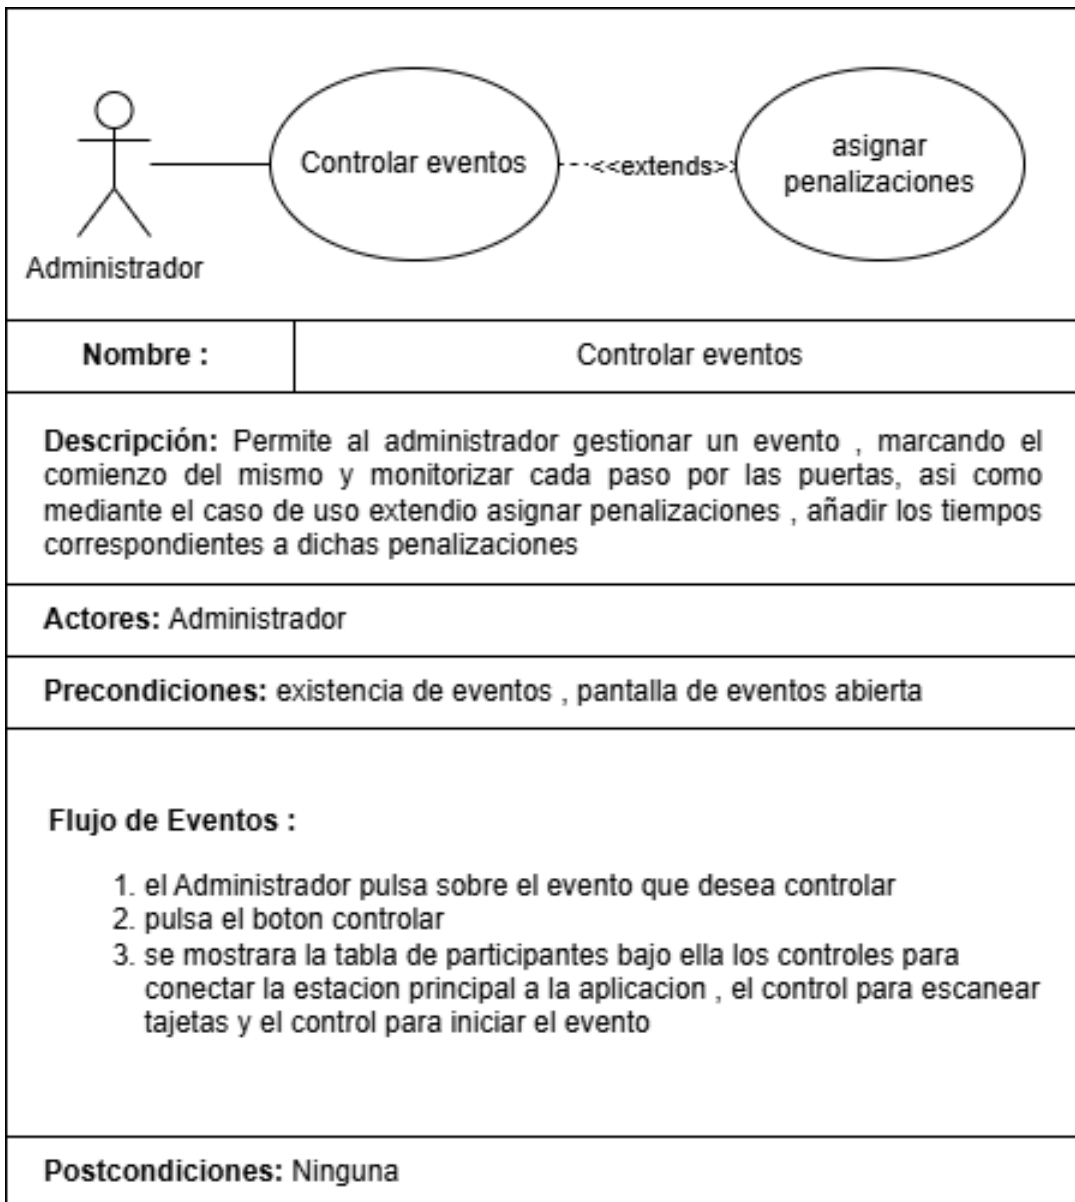 Controlar eventos
<<extends>>
asignar
penalizaciones
Administrador
Nombre :
Controlar eventos
Descripción: Permite al administrador gestionar un evento , marcando el
comienzo del mismo y monitorizar cada paso por las puertas, asi como
mediante el caso de uso extendio asignar penalizaciones , añadir los tiempos
correspondientes a dichas penalizaciones
Actores: Administrador
Precondiciones: existencia de eventos , pantalla de eventos abierta
Flujo de Eventos :
1. el Administrador pulsa sobre el evento que desea controlar
2. pulsa el boton controlar
3. se mostrara la tabla de participantes bajo ella los controles para
conectar la estacion principal a la aplicacion , el control para escanear
tajetas y el control para iniciar el evento
Postcondiciones: Ninguna